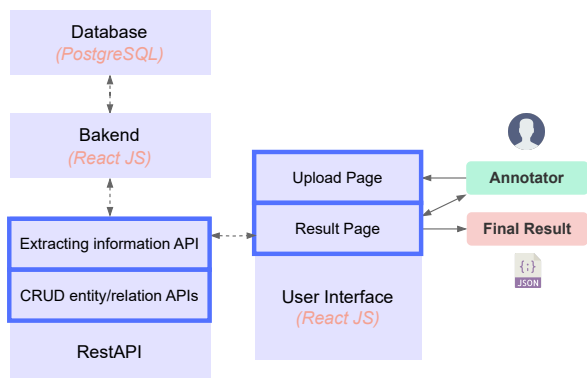 Database
(PostgreSQL)
Bakend
(React JS)
Extracting information API
CRUD entity/relation APIs
RestAPI
Upload Page
Result Page
User Interface
(React JS)
Annotator
Final Result
{;}
JSON